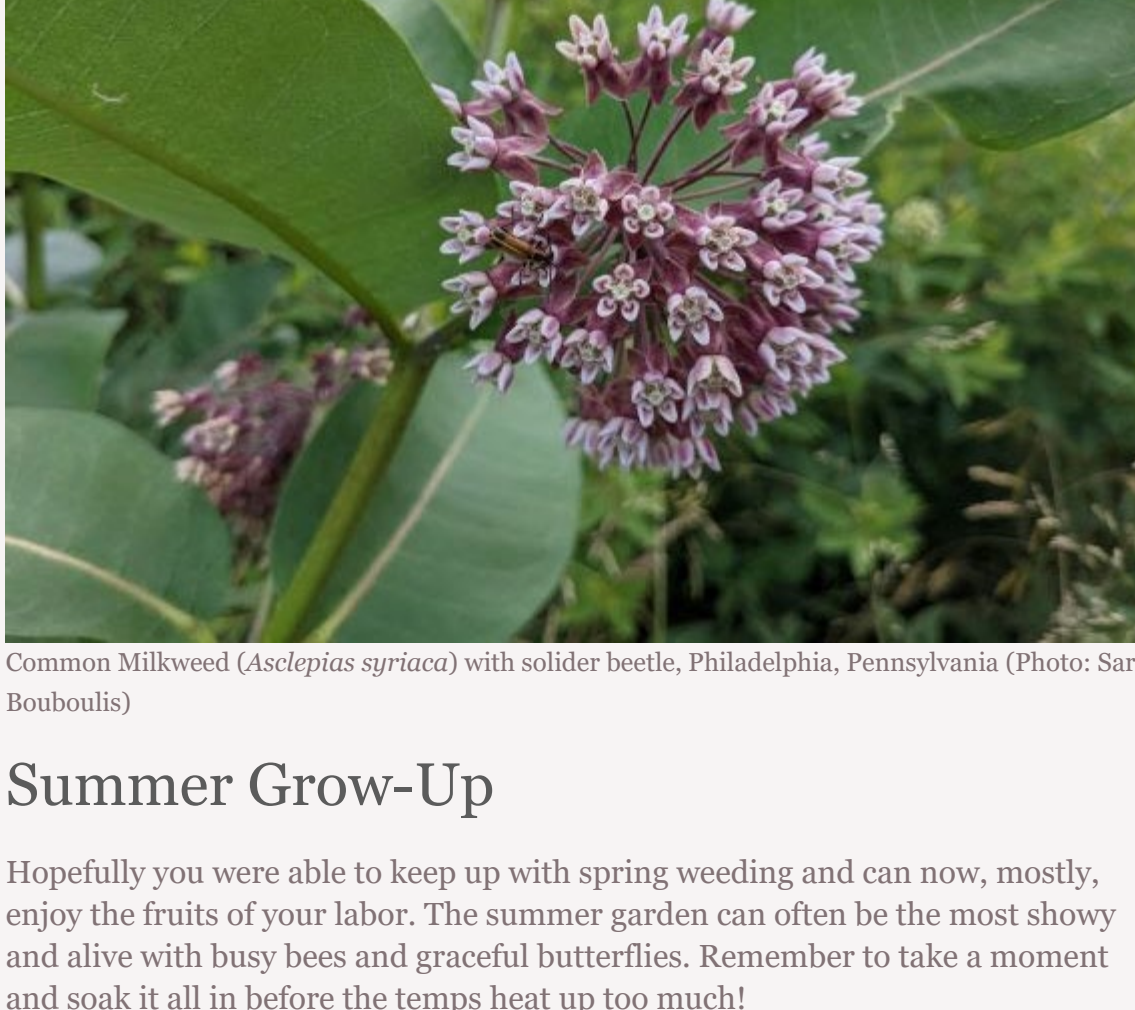 Common Milkweed (Asclepias syriaca) with solider beetle, Philadelphia, Pennsylvania (Photo: Sar
Bouboulis)
Summer Grow-Up
Hopefully you were able to keep up with spring weeding and can now, mostly,
enjoy the fruits of your labor. The summer garden can often be the most showy
and alive with busy bees and graceful butterflies. Remember to take a moment
and soak it all in before the temps heat up too much!